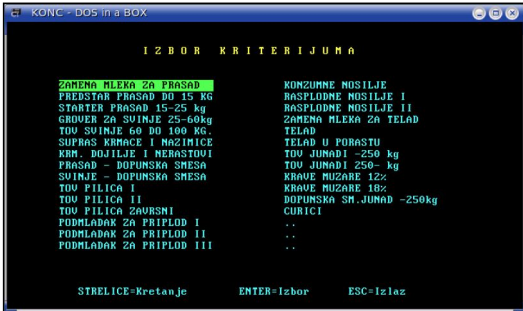 KONC - DOS in a BOX
I Z B O R   K R I T E R I J U M A
ZAMENA MLEKA ZA PRASAD
PREDSTAR PRASAD DO 15 KG
STARTER PRASAD 15-25 kg
GROVER ZA SVINJE 25-60kg
TOV SVINJE 60 DO 100 KG.
SUPRAS KRMACE I NAZIMICE
KRM. DOJILJE I NERASTOVI
PRASAD - DOPUNSKA SMESA
SVINJE - DOPUNSKA SMESA
TOV PILICA I
TOV PILICA II
TOV PILICA ZAVRSNI
PODMLADAK ZA PRIPLOD I
PODMLADAK ZA PRIPLOD II
PODMLADAK ZA PRIPLOD III
KONZUMNE NOSILJE
RASPLODNE NOSILJE I
RASPLODNE NOSILJE II
ZAMENA MLEKA ZA TELAD
TELAD
TELAD U PORASTU
TOV JUNADI -250 kg
TOV JUNADI 250- kg
KRAVE MUZARE 12%
KRAVE MUZARE 18%
DOPUNSKA SM.JUNAD -250kg
CURICI
..
..
..
STRELICE=Kretanje ENTER=Izbor ESC=Izlaz